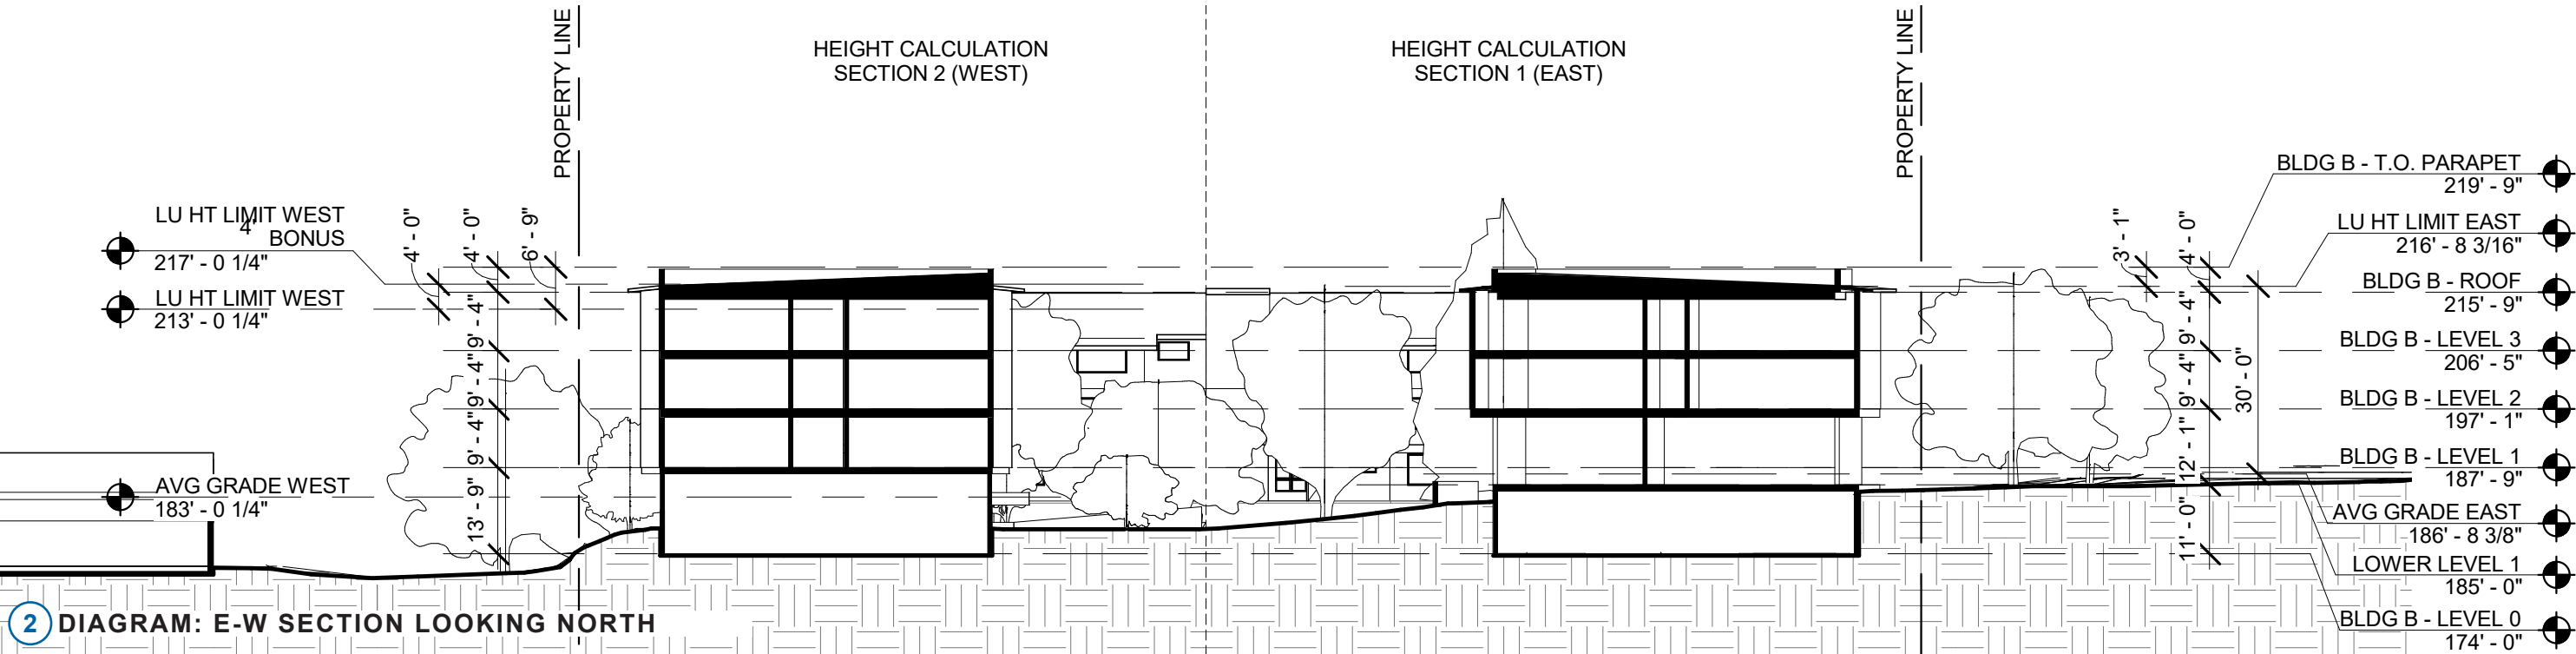 PROPERTY LINE
HEIGHT CALCULATION
SECTION 2 (WEST)
HEIGHT CALCULATION
SECTION 1 (EAST)
PROPERTY LINE
LU HT LIMIT WEST
4'
BONUS
217' - 0 1/4"
LU HT LIMIT WEST
213' - 0 1/4"
AVG GRADE WEST
183' - 0 1/4"
4' - 0"
4' - 0"
6' - 9"
9' - 4"
9' - 4"
9' - 4"
13' - 9"
3' - 1"
4' - 0"
9' - 4"
9' - 4"
12' - 1"
11' - 0"
30' - 0"
BLDG B - T.O. PARAPET
219' - 9"
LU HT LIMIT EAST
216' - 8 3/16"
BLDG B - ROOF
215' - 9"
BLDG B - LEVEL 3
206' - 5"
BLDG B - LEVEL 2
197' - 1"
BLDG B - LEVEL 1
187' - 9"
AVG GRADE EAST
186' - 8 3/8"
LOWER LEVEL 1
185' - 0"
BLDG B - LEVEL 0
174' - 0"
2 DIAGRAM: E-W SECTION LOOKING NORTH